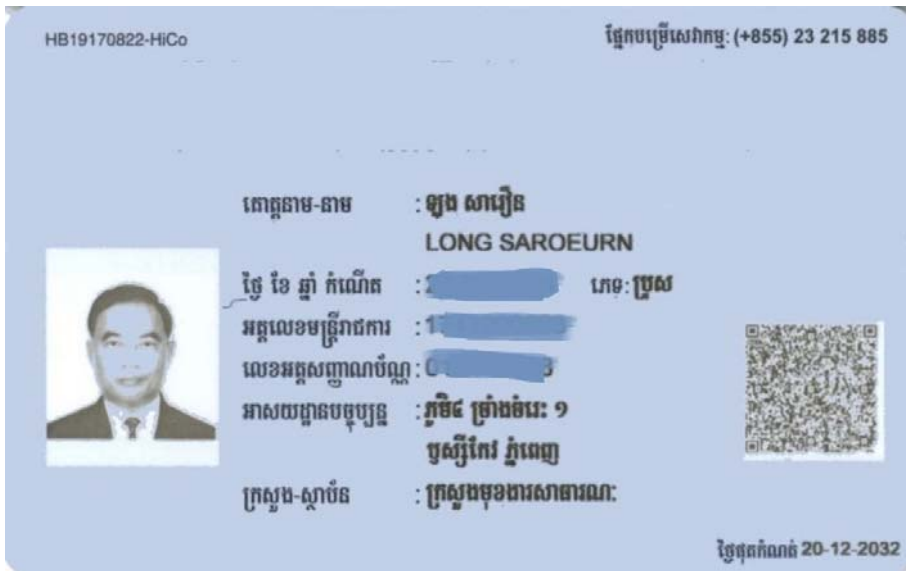 HB19170822-HiCo
ផ្នែកបម្រើសេវាកម្ម: (+855) 23 215 885
គោត្តនាម-នាម : ឡុង សារឿន
LONG SAROEURN
ថ្ងៃ ខែ ឆ្នាំ កំណើត : ភេទ: ប្រុស
អត្តលេខមន្ត្រីរាជការ : 1
លេខអត្តសញ្ញាណប័ណ្ណ : 0
អាសយដ្ឋានបច្ចុប្បន្ន : ភូមិ៤ ច្រាំងចំរេះ ១
ឫស្សីកែវ ភ្នំពេញ
ក្រសួង-ស្ថាប័ន : ក្រសួងមុខងារសាធារណៈ
ថ្ងៃផុតកំណត់ 20-12-2032